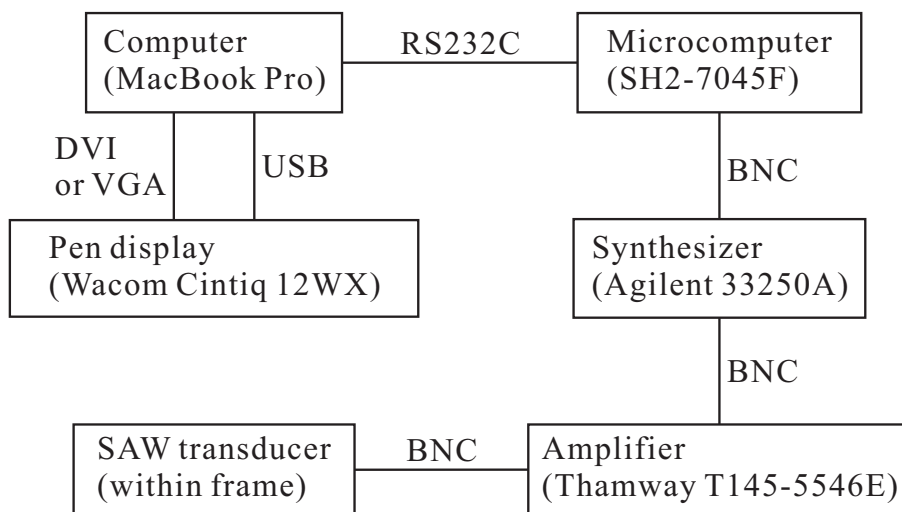 Computer
(MacBook Pro)
RS232C
Microcomputer
(SH2-7045F)
DVI
or VGA
USB
BNC
Pen display
(Wacom Cintiq 12WX)
Synthesizer
(Agilent 33250A)
BNC
SAW transducer
(within frame)
BNC
Amplifier
(Thamway T145-5546E)